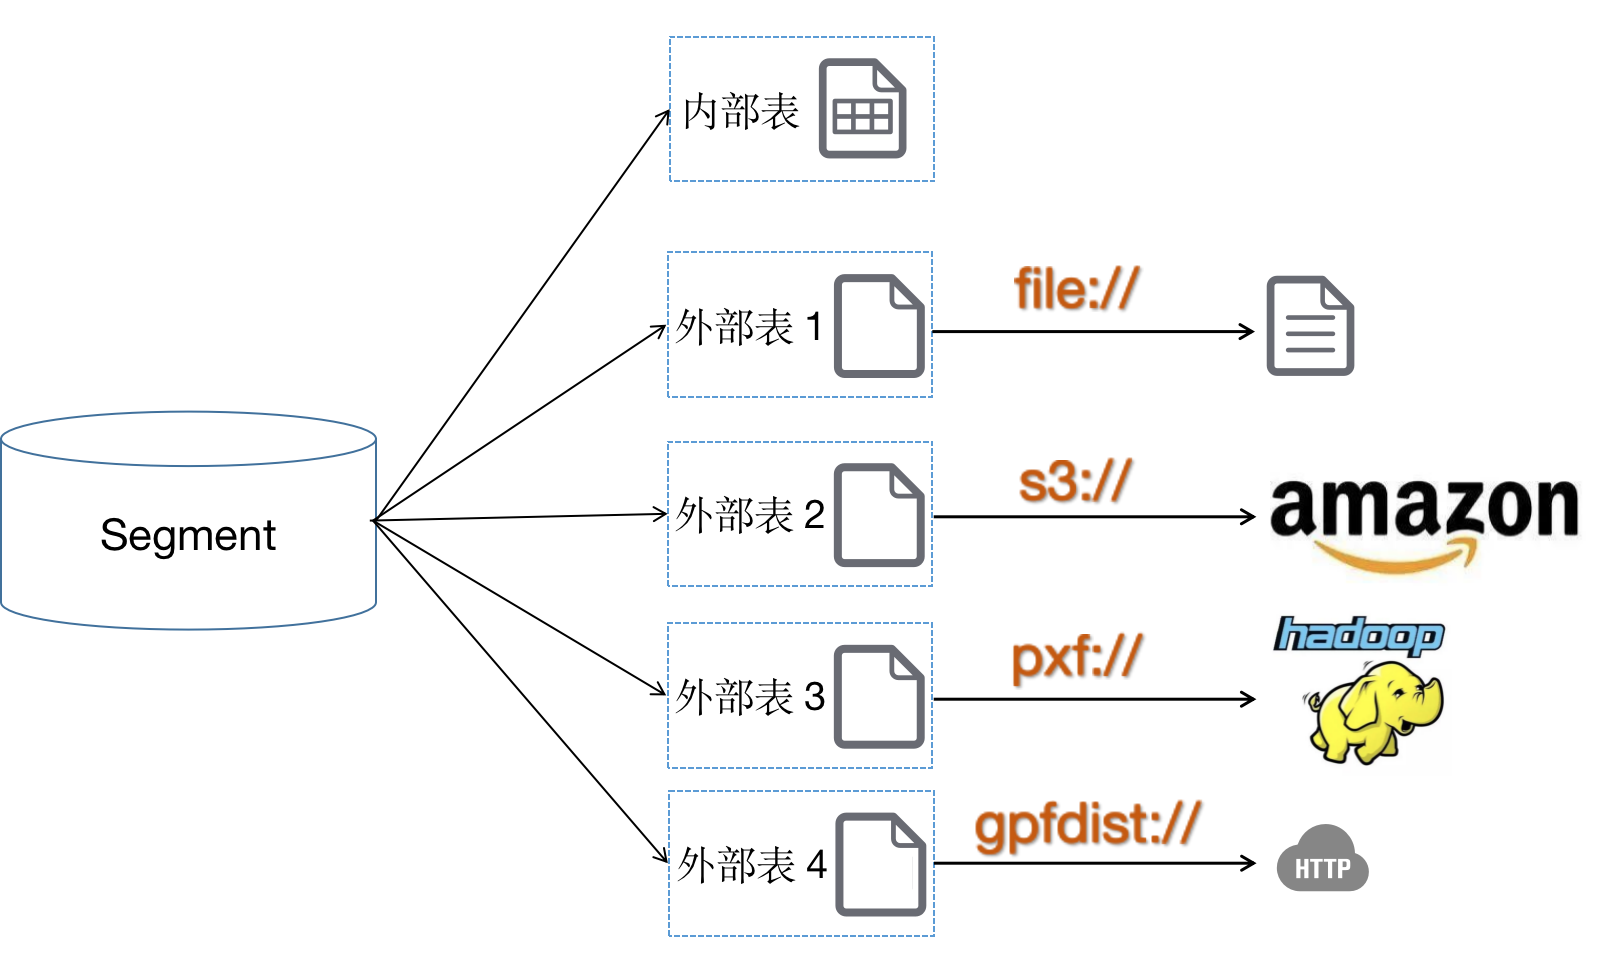 内部表
外部表 1
file://
Segment
外部表 2
s3://
amazon
外部表 3
pxf://
hadoop
外部表 4
gpfdist://
HTTP